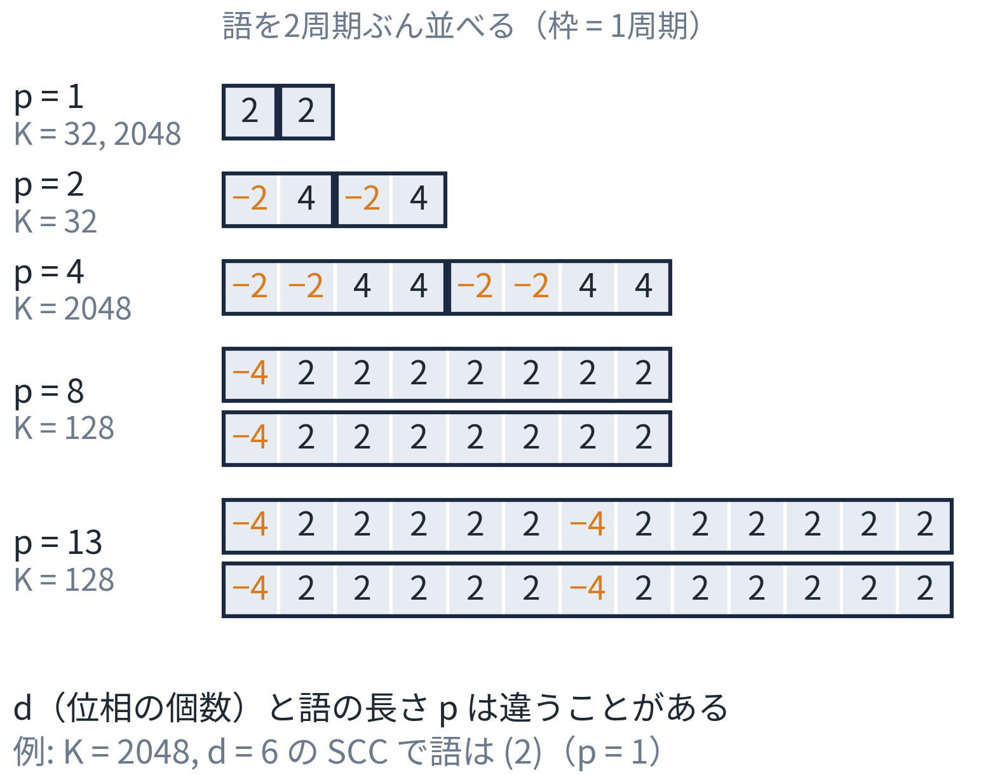 語を2周期ぶん並べる（枠 = 1周期）
p = 1
K = 32, 2048
2 2
p = 2
K = 32
−2 4 −2 4
p = 4
K = 2048
−2 −2 4 4 −2 −2 4 4
p = 8
K = 128
−4 2 2 2 2 2 2 2
−4 2 2 2 2 2 2 2
p = 13
K = 128
−4 2 2 2 2 2 −4 2 2 2 2 2 2
−4 2 2 2 2 2 −4 2 2 2 2 2 2
d（位相の個数）と語の長さ p は違うことがある
例: K = 2048, d = 6 の SCC で語は (2)（p = 1）